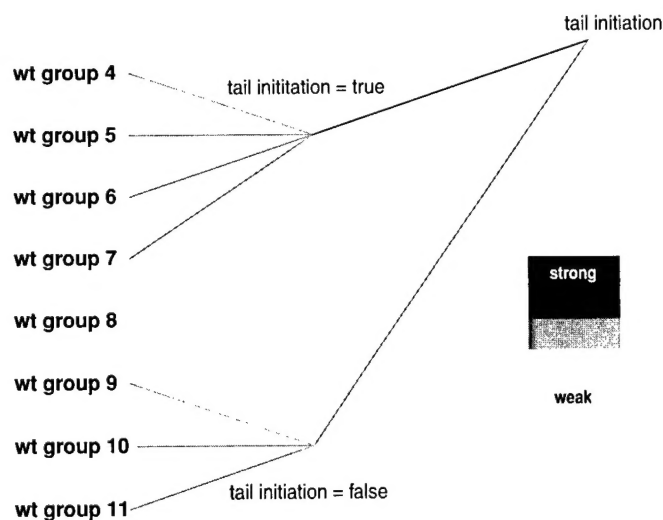 tail initiation
wt group 4
tail inititation = true
wt group 5
wt group 6
wt group 7
strong
wt group 8
wt group 9
weak
wt group 10
tail initiation = false
wt group 11